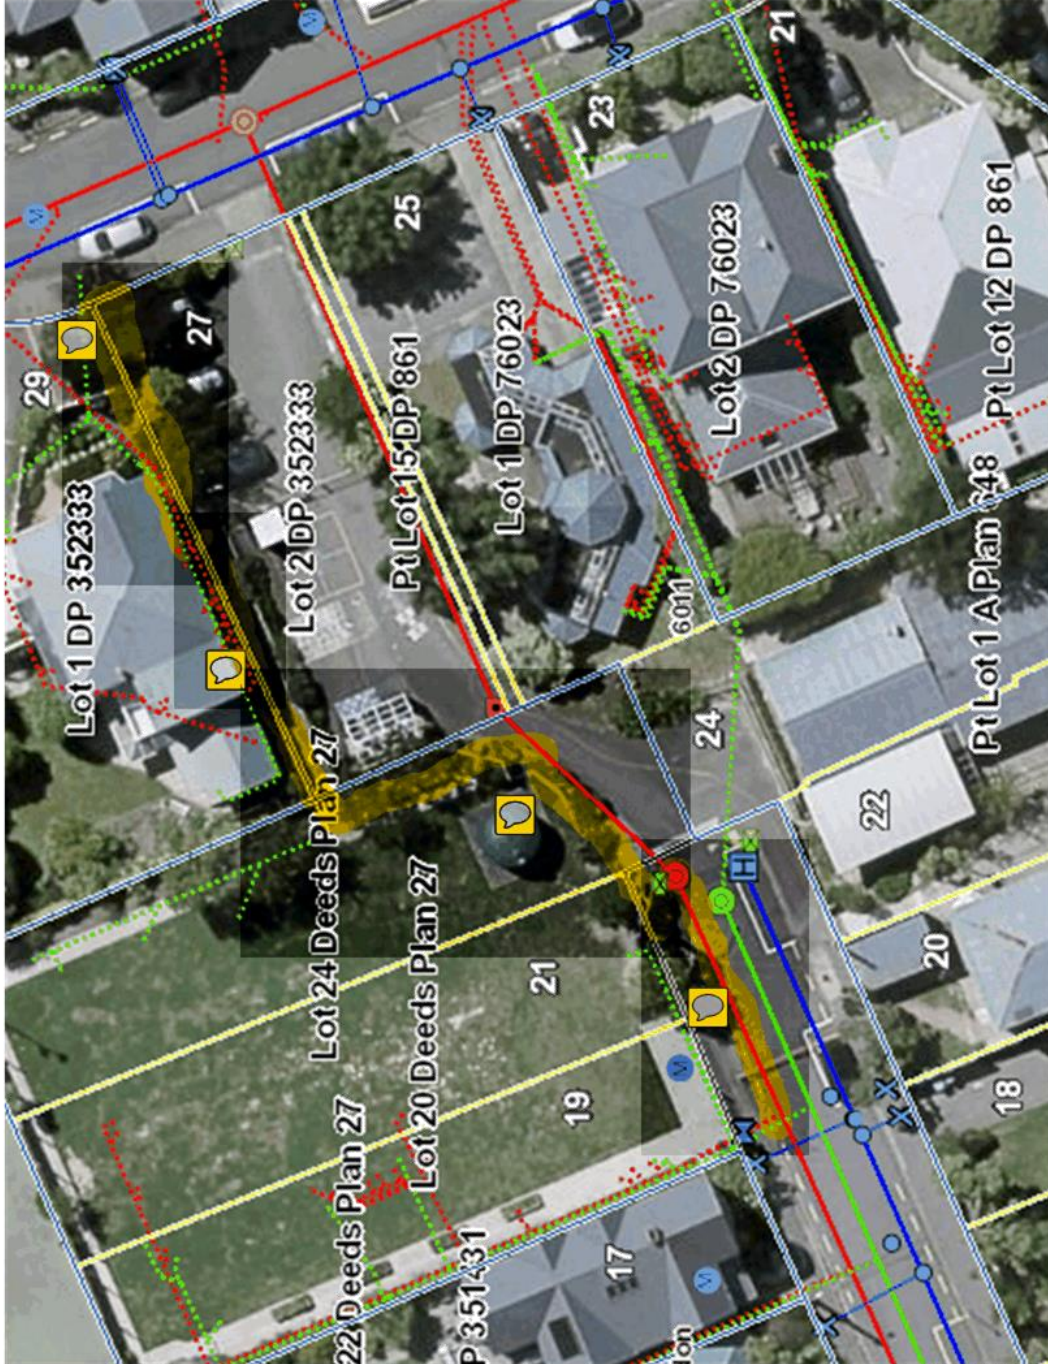 21
23
25
27
29
Lot 2 DP 76023
Pt Lot 12 DP 861
Lot 1 DP 76023
Pt Lot 15 DP 861
Lot 2 DP 352333
Lot 1 DP 352333
6011
Pt Lot 1 A Plan 648
24
22
Lot 24 Deeds Plan 27
Lot 20 Deeds Plan 27
21
20
19
18
22 Deeds Plan 27
P 351431
17
H
M
M
M
M